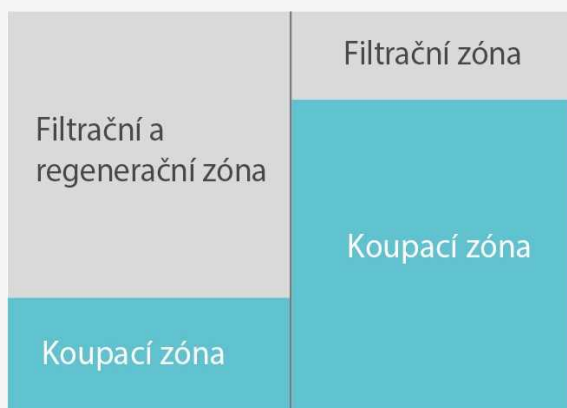 Filtrační a
regenerační zóna
Koupací zóna
Filtrační zóna
Koupací zóna